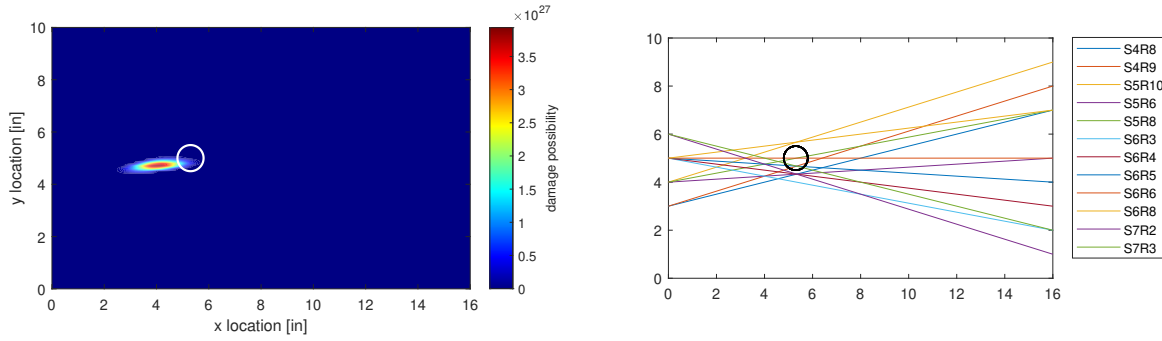 ×10^27
10
8
6
4
2
0
0 2 4 6 8 10 12 14 16
y location [in]
x location [in]
3.5
3
2.5
2
1.5
1
0.5
0
damage possibility
10
8
6
4
2
0
0 2 4 6 8 10 12 14 16
S4R8
S4R9
S5R10
S5R6
S5R8
S6R3
S6R4
S6R5
S6R6
S6R8
S7R2
S7R3